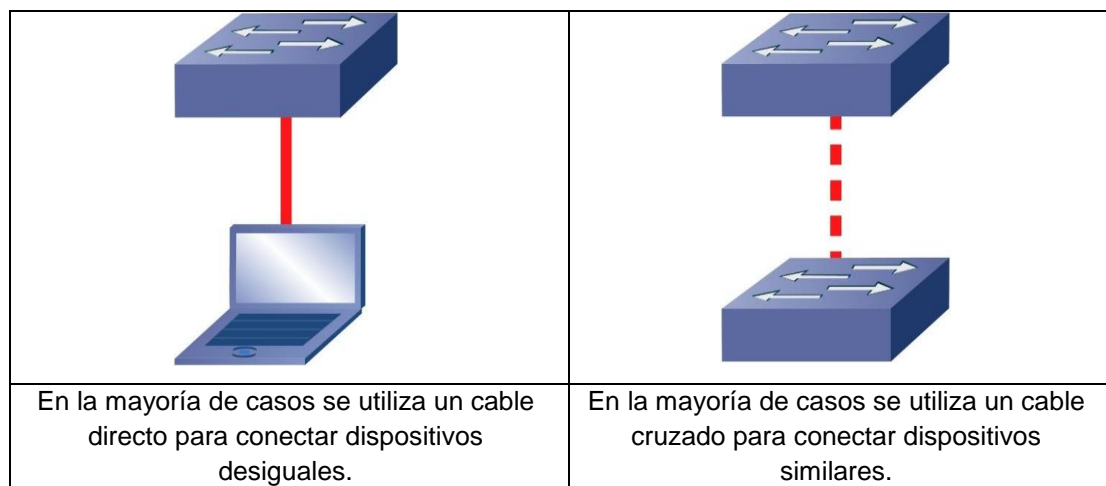 En la mayoría de casos se utiliza un cable
directo para conectar dispositivos
desiguales.
En la mayoría de casos se utiliza un cable
cruzado para conectar dispositivos
similares.